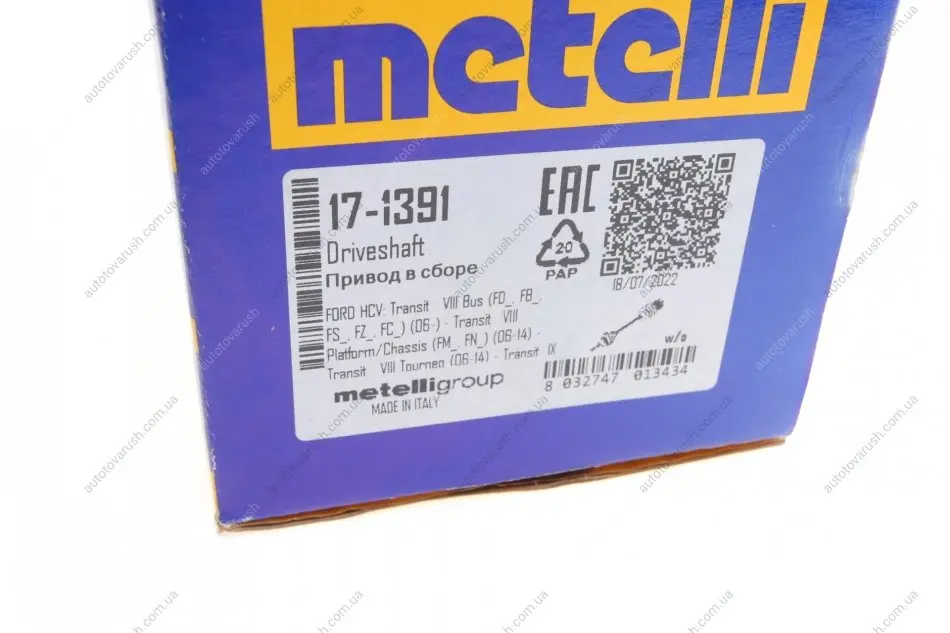 metelli
17-1391
Driveshaft
Привод в сборе
EAC
20
PAP
18/07/2022
FORD HCV: Transit VIII Bus (FD_, FB_,
FS_, FZ_, FC_) (06-) - Transit VIII
Platform/Chassis (FM_, FN_) (06-14) -
Transit VIII Tourneo (06-14) - Transit IX
w/o
8 032747 013434
metelligroup
MADE IN ITALY
autotovarush.com.ua